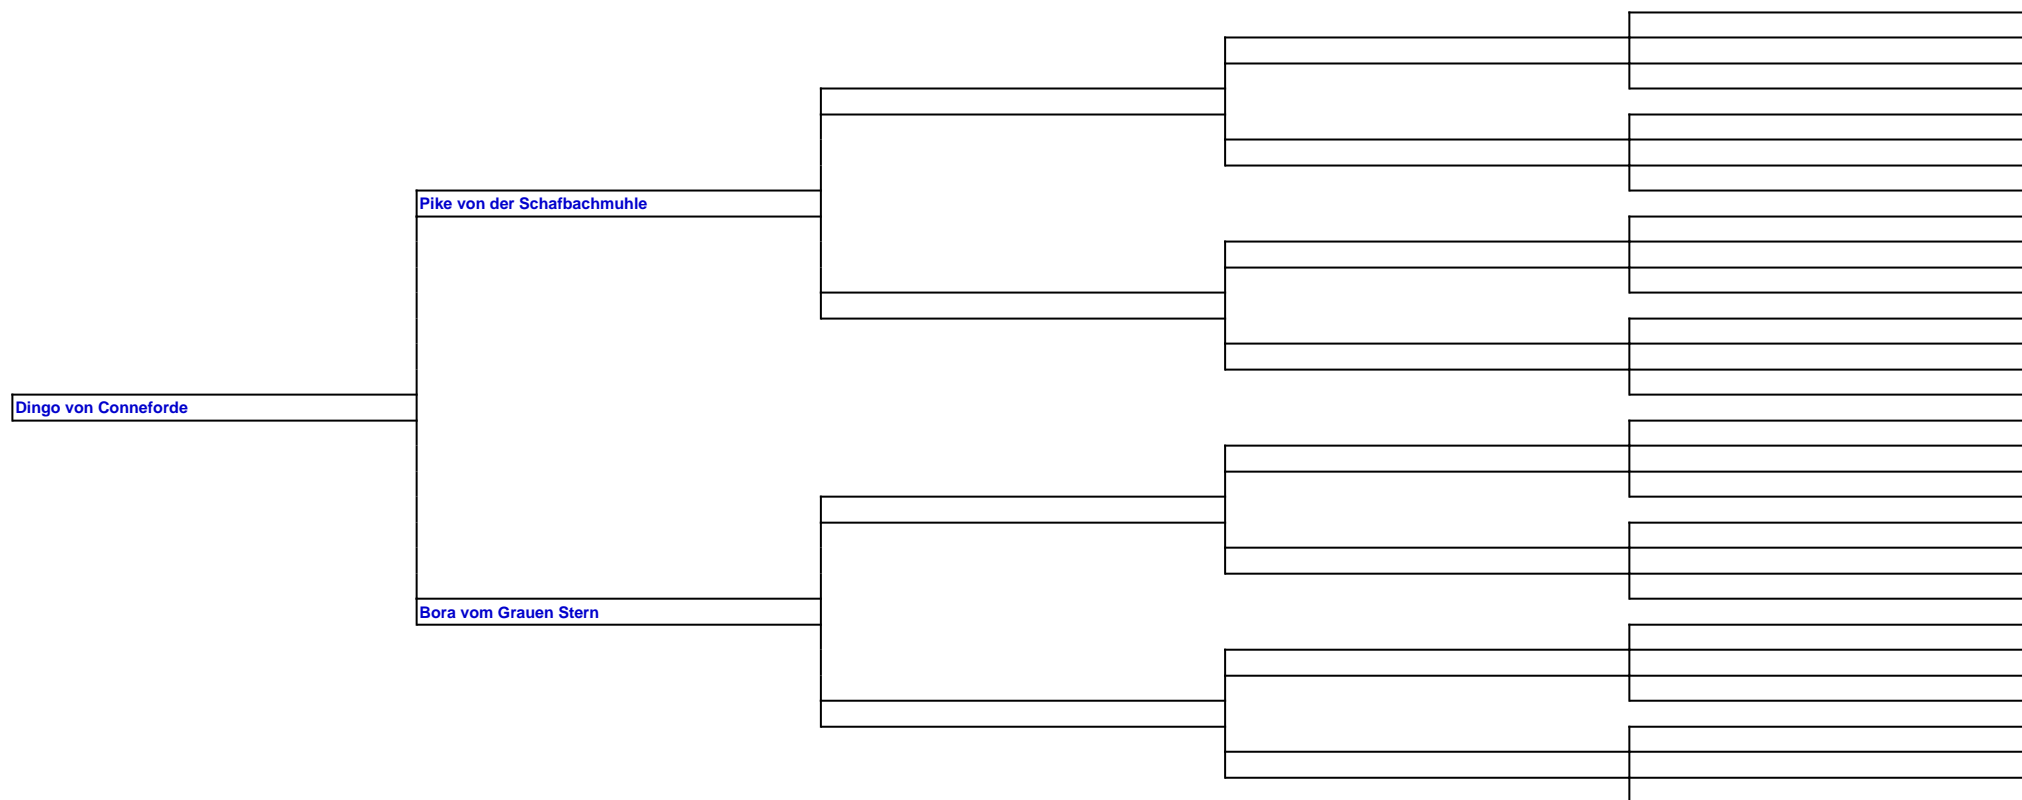 Pike von der Schafbachmuhle
Dingo von Conneforde
Bora vom Grauen Stern